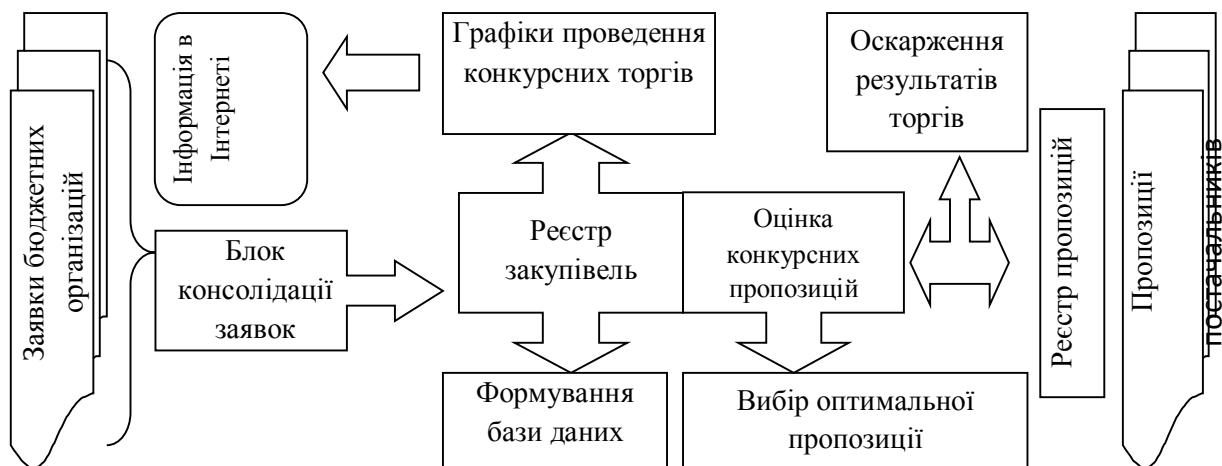 Заявки бюджетних
організацій
Інформація в
Інтернеті
Блок
консолідації
заявок
Графіки проведення
конкурсних торгів
Реєстр
закупівель
Формування
бази даних
Оцінка
конкурсних
пропозицій
Вибір оптимальної
пропозиції
Оскарження
результатів
торгів
Реєстр пропозицій
Пропозиції
постачальників